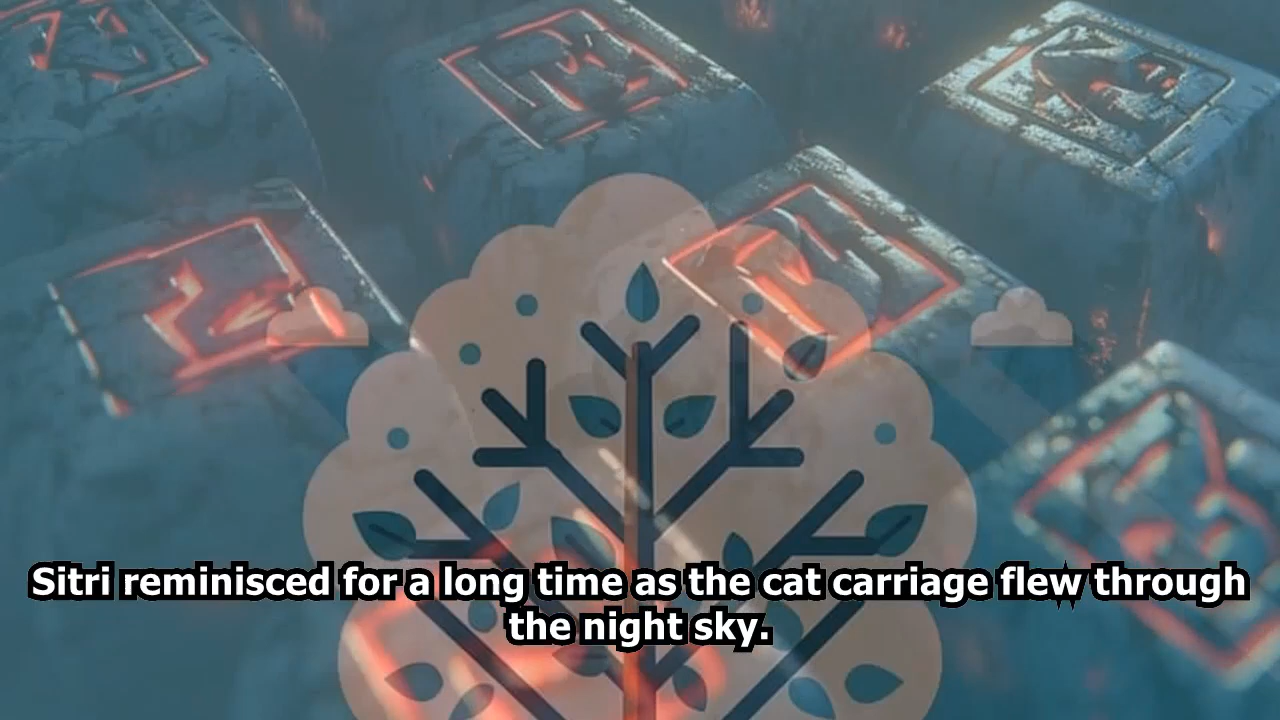 Sitri reminisced for a long time as the cat carriage flew through
the night sky.